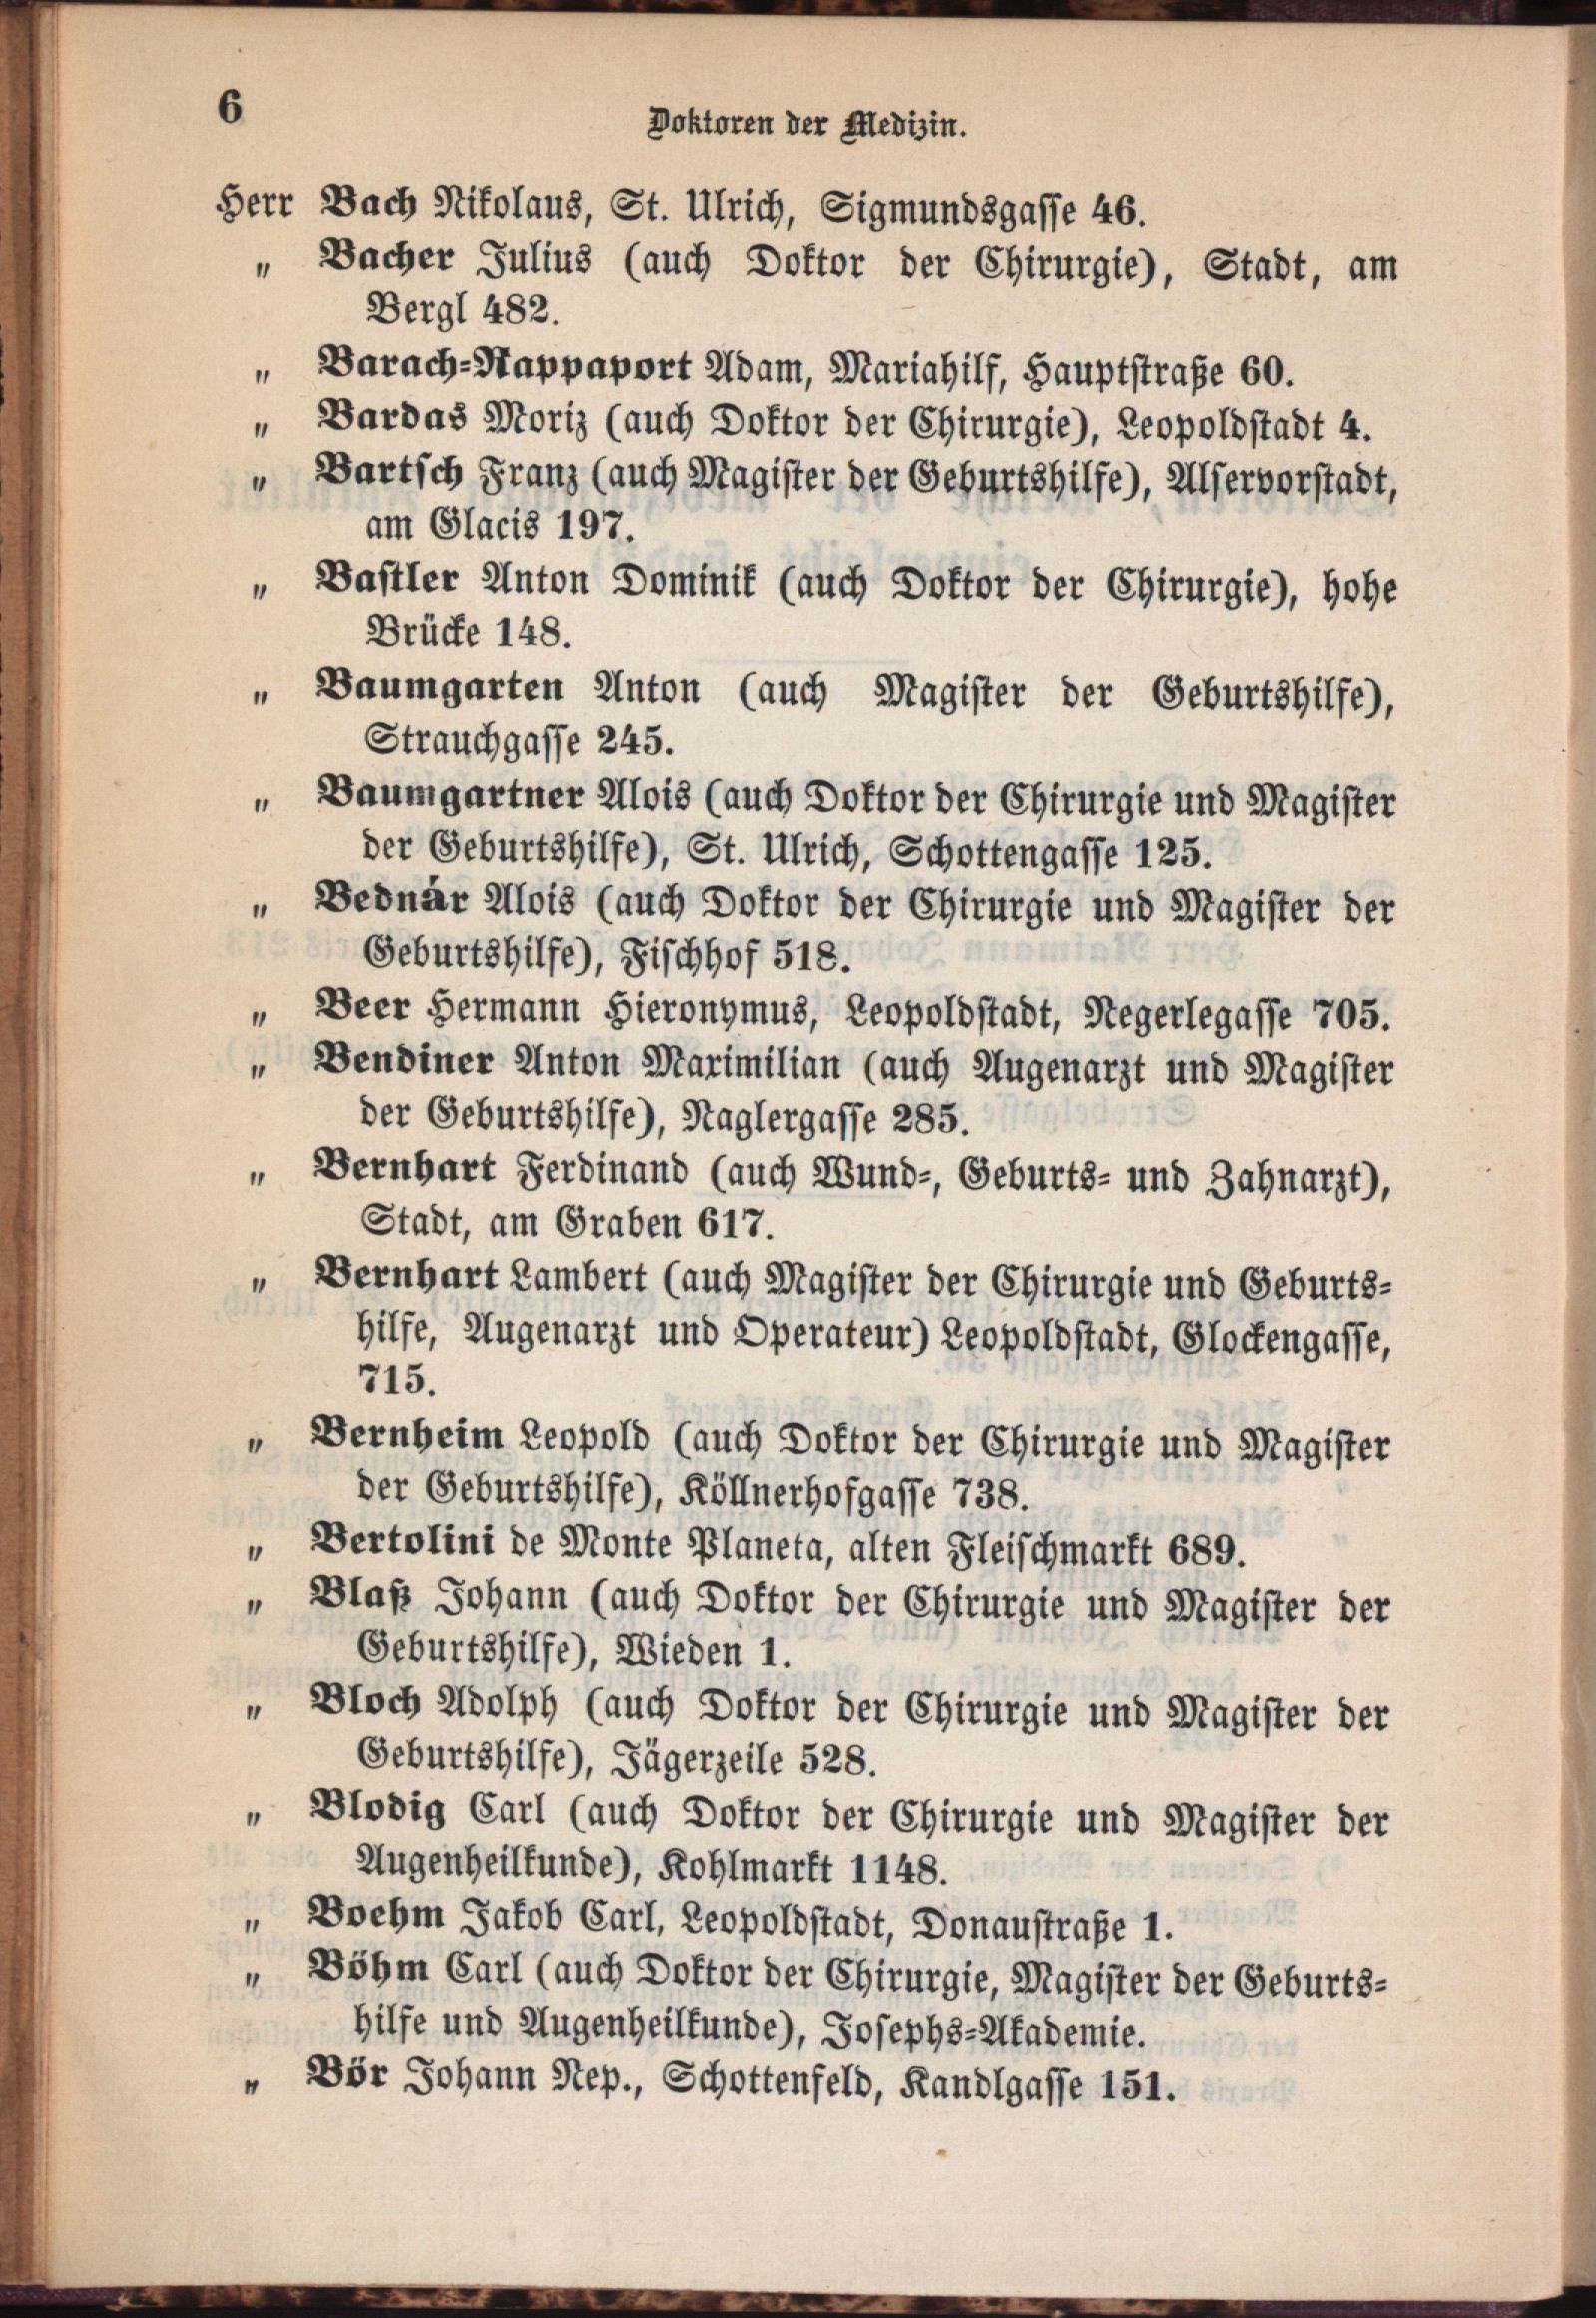 6
Doktoren der Medizin.
Herr Bach Nikolaus, St. Ulrich, Sigmundsgasse 46.
„ Bacher Julius (auch Doktor der Chirurgie), Stadt, am
Bergl 482.
„ Barach-Rappaport Adam, Mariahilf, Hauptstraße 60.
„ Bardas Moriz (auch Doktor der Chirurgie), Leopoldstadt 4.
„ Bartsch Franz (auch Magister der Geburtshilfe), Alservorstadt,
am Glacis 197.
„ Bastler Anton Dominik (auch Doktor der Chirurgie), hohe
Brücke 148.
„ Baumgarten Anton (auch Magister der Geburtshilfe),
Strauchgasse 245.
„ Baumgartner Alois (auch Doktor der Chirurgie und Magister
der Geburtshilfe), St. Ulrich, Schottengasse 125.
„ Bednár Alois (auch Doktor der Chirurgie und Magister der
Geburtshilfe), Fischhof 518.
„ Beer Hermann Hieronymus, Leopoldstadt, Negerlegasse 705.
„ Bendiner Anton Maximilian (auch Augenarzt und Magister
der Geburtshilfe), Naglergasse 285.
„ Bernhart Ferdinand (auch Wund-, Geburts- und Zahnarzt),
Stadt, am Graben 617.
„ Bernhart Lambert (auch Magister der Chirurgie und Geburts-
hilfe, Augenarzt und Operateur) Leopoldstadt, Glockengasse,
715.
„ Bernheim Leopold (auch Doktor der Chirurgie und Magister
der Geburtshilfe), Köllnerhofgasse 738.
„ Bertolini de Monte Planeta, alten Fleischmarkt 689.
„ Blaß Johann (auch Doktor der Chirurgie und Magister der
Geburtshilfe), Wieden 1.
„ Bloch Adolph (auch Doktor der Chirurgie und Magister der
Geburtshilfe), Jägerzeile 528.
„ Blodig Carl (auch Doktor der Chirurgie und Magister der
Augenheilkunde), Kohlmarkt 1148.
„ Boehm Jakob Carl, Leopoldstadt, Donaustraße 1.
„ Böhm Carl (auch Doktor der Chirurgie, Magister der Geburts-
hilfe und Augenheilkunde), Josephs-Akademie.
„ Bör Johann Nep., Schottenfeld, Kandlgasse 151.